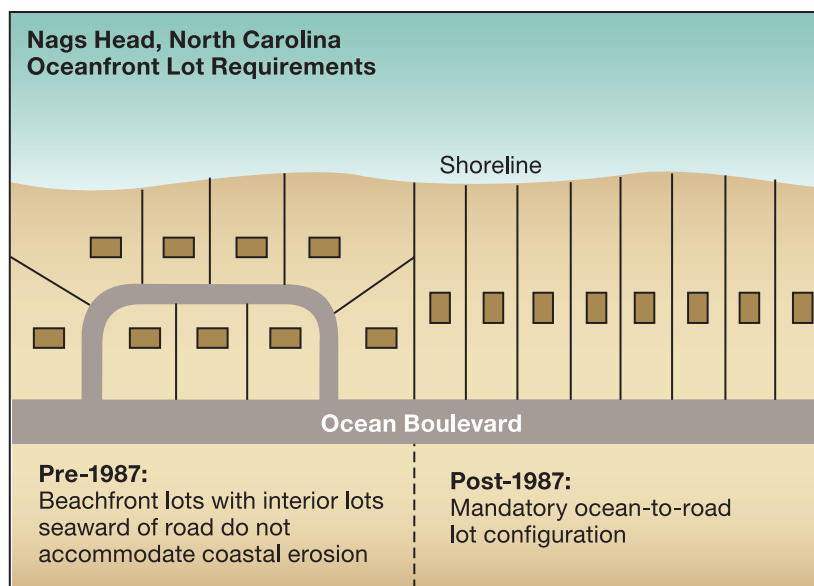 Nags Head, North Carolina
Oceanfront Lot Requirements
Shoreline
Ocean Boulevard
Pre-1987:
Beachfront lots with interior lots
seaward of road do not
accommodate coastal erosion
Post-1987:
Mandatory ocean-to-road
lot configuration